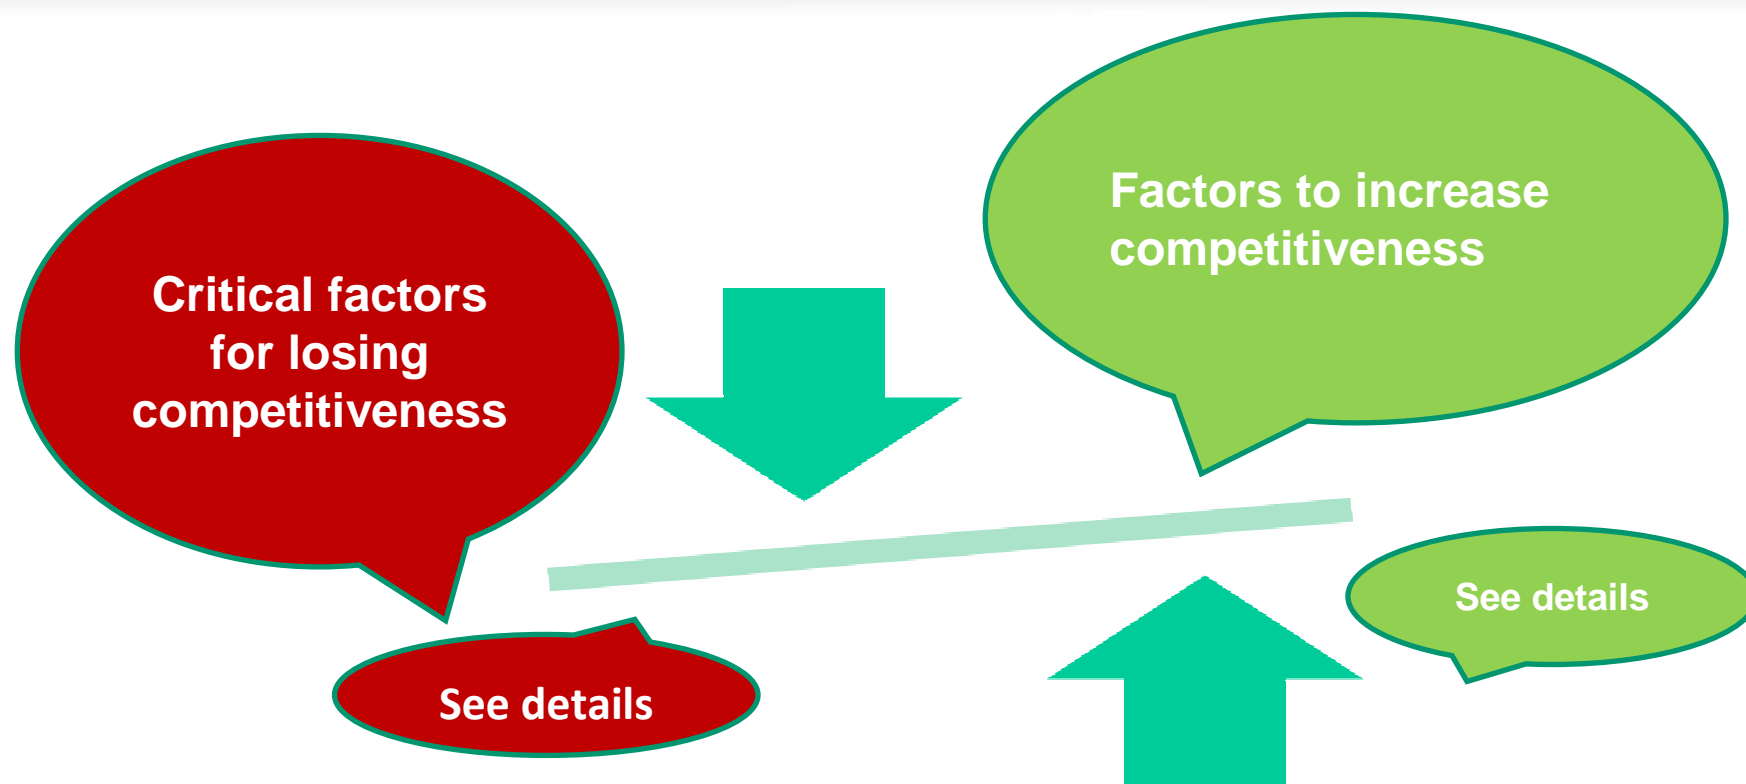 Critical factors
for losing
competitiveness
Factors to increase
competitiveness
See details
See details